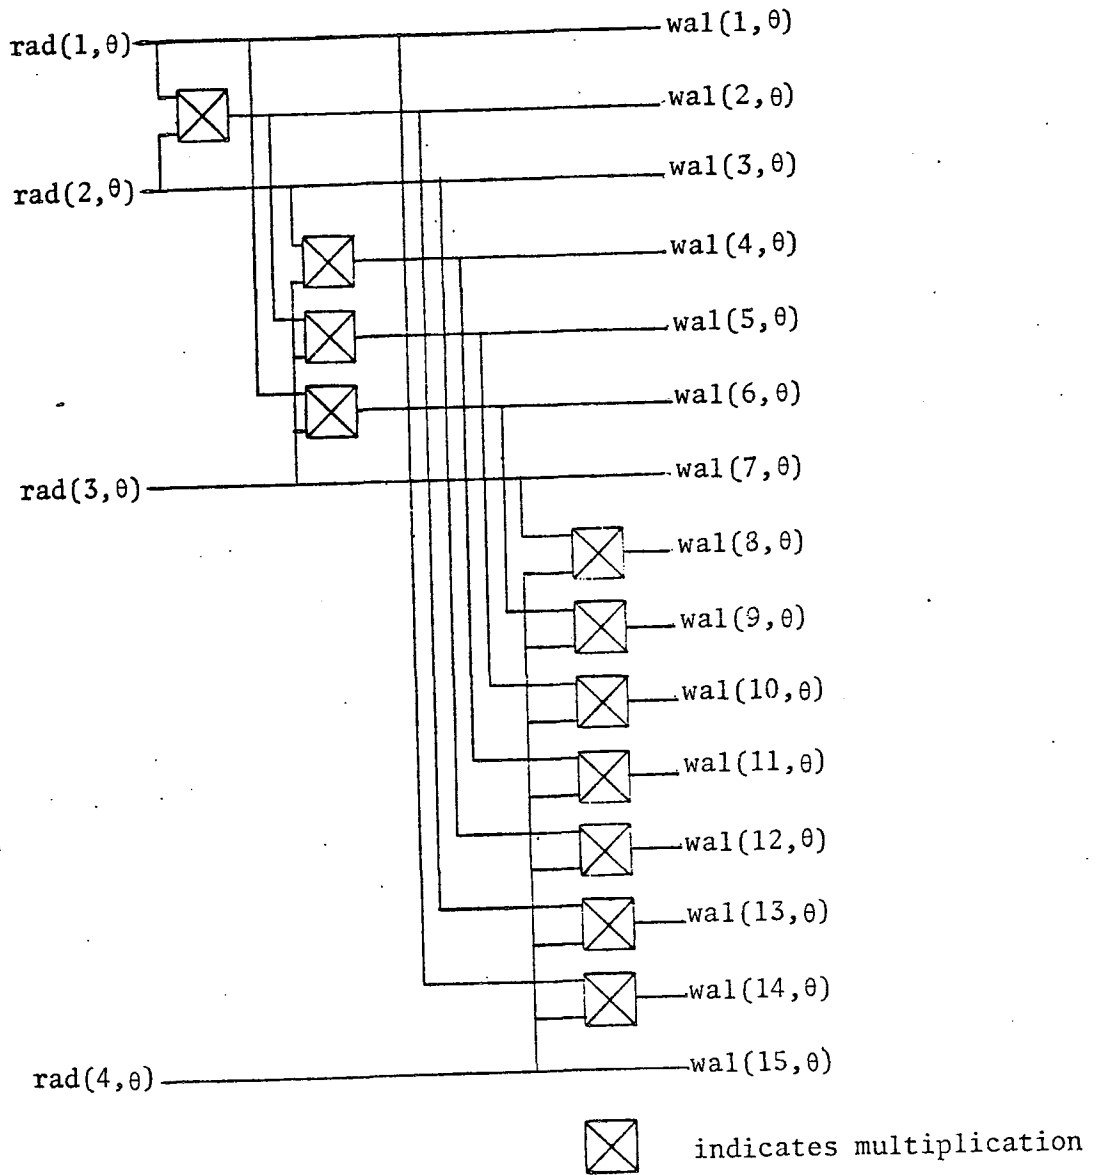 rad(1,θ)
wal(1,θ)
wal(2,θ)
rad(2,θ)
wal(3,θ)
wal(4,θ)
wal(5,θ)
wal(6,θ)
rad(3,θ)
wal(7,θ)
wal(8,θ)
wal(9,θ)
wal(10,θ)
wal(11,θ)
wal(12,θ)
wal(13,θ)
wal(14,θ)
rad(4,θ)
wal(15,θ)
indicates multiplication